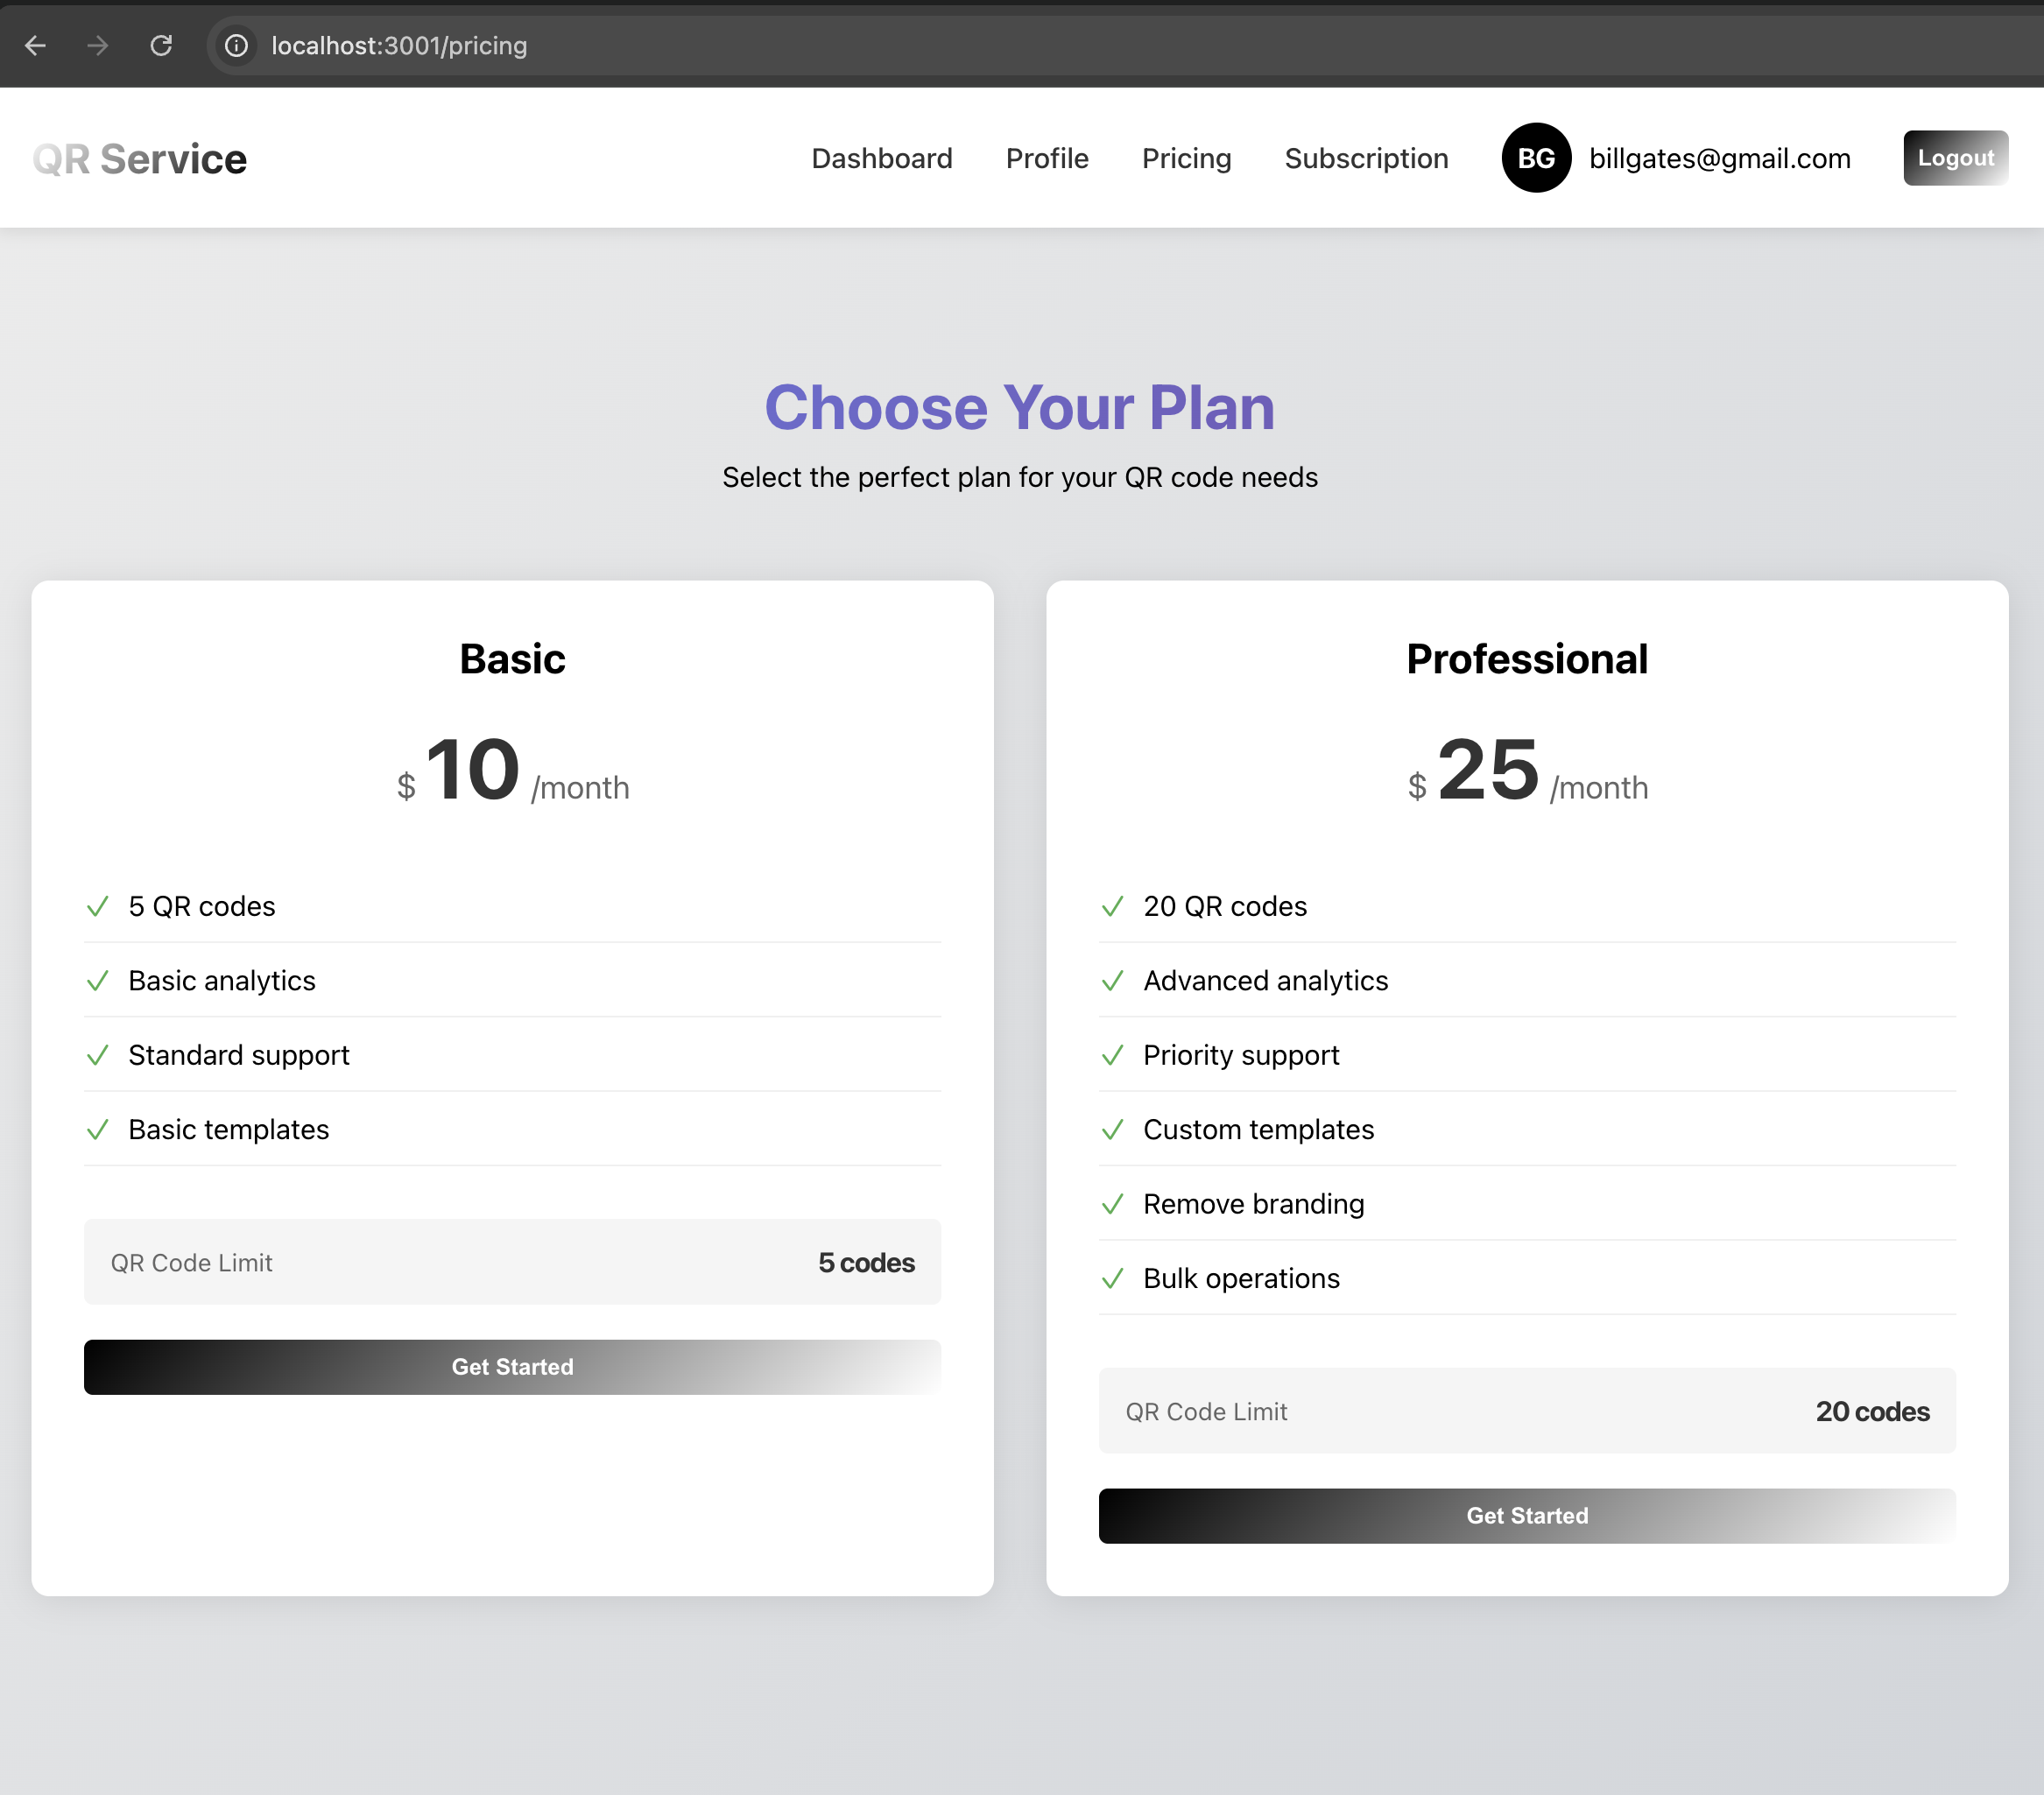 localhost:3001/pricing
QR Service
Dashboard
Profile
Pricing
Subscription
BG
billgates@gmail.com
Logout
Choose Your Plan
Select the perfect plan for your QR code needs
Basic
$ 10 /month
5 QR codes
Basic analytics
Standard support
Basic templates
QR Code Limit
5 codes
Get Started
Professional
$ 25 /month
20 QR codes
Advanced analytics
Priority support
Custom templates
Remove branding
Bulk operations
QR Code Limit
20 codes
Get Started